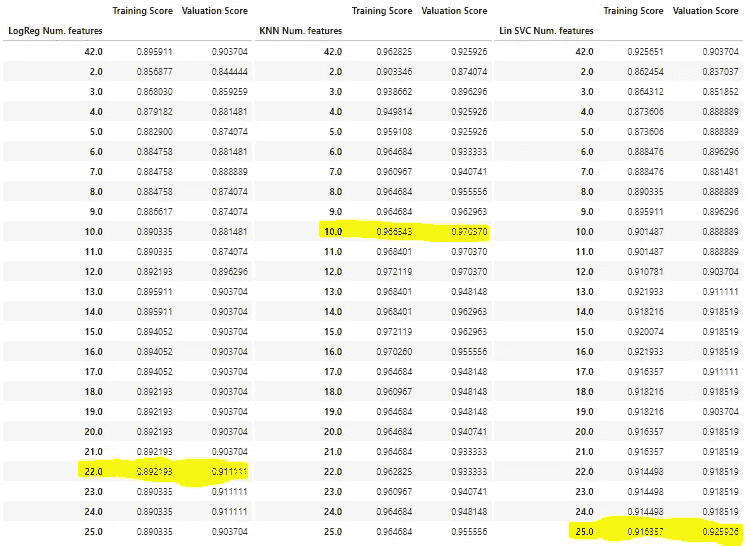 Training Score Valuation Score Training Score Valuation Score Training Score Valuation Score
LogReg Num. features KNN Num. features Lin SVC Num. features
42.0 0.895911 0.903704 42.0 0.962825 0.925926 42.0 0.925651 0.903704
2.0 0.856877 0.844444 2.0 0.903346 0.874074 2.0 0.862454 0.837037
3.0 0.868030 0.859259 3.0 0.938662 0.896296 3.0 0.864312 0.851852
4.0 0.879182 0.881481 4.0 0.949814 0.925926 4.0 0.873606 0.888889
5.0 0.882900 0.874074 5.0 0.959108 0.925926 5.0 0.873606 0.888889
6.0 0.884758 0.881481 6.0 0.964684 0.933333 6.0 0.888476 0.896296
7.0 0.884758 0.888889 7.0 0.960967 0.940741 7.0 0.888476 0.881481
8.0 0.884758 0.874074 8.0 0.964684 0.955556 8.0 0.890335 0.888889
9.0 0.886617 0.874074 9.0 0.964684 0.962963 9.0 0.895911 0.896296
10.0 0.890335 0.881481 10.0 0.966543 0.970370 10.0 0.901487 0.888889
11.0 0.890335 0.874074 11.0 0.968401 0.970370 11.0 0.901487 0.888889
12.0 0.892193 0.896296 12.0 0.972119 0.970370 12.0 0.910781 0.903704
13.0 0.895911 0.903704 13.0 0.968401 0.948148 13.0 0.921933 0.911111
14.0 0.895911 0.903704 14.0 0.968401 0.962963 14.0 0.918216 0.918519
15.0 0.894052 0.903704 15.0 0.972119 0.962963 15.0 0.920074 0.918519
16.0 0.894052 0.903704 16.0 0.970260 0.955556 16.0 0.921933 0.918519
17.0 0.894052 0.903704 17.0 0.964684 0.948148 17.0 0.916357 0.911111
18.0 0.892193 0.903704 18.0 0.960967 0.948148 18.0 0.918216 0.918519
19.0 0.892193 0.903704 19.0 0.964684 0.948148 19.0 0.918216 0.903704
20.0 0.892193 0.903704 20.0 0.964684 0.940741 20.0 0.916357 0.918519
21.0 0.892193 0.903704 21.0 0.964684 0.933333 21.0 0.916357 0.918519
22.0 0.892193 0.911111 22.0 0.962825 0.933333 22.0 0.914498 0.918519
23.0 0.890335 0.911111 23.0 0.960967 0.940741 23.0 0.914498 0.918519
24.0 0.890335 0.911111 24.0 0.964684 0.948148 24.0 0.914498 0.918519
25.0 0.890335 0.903704 25.0 0.964684 0.955556 25.0 0.916357 0.925926